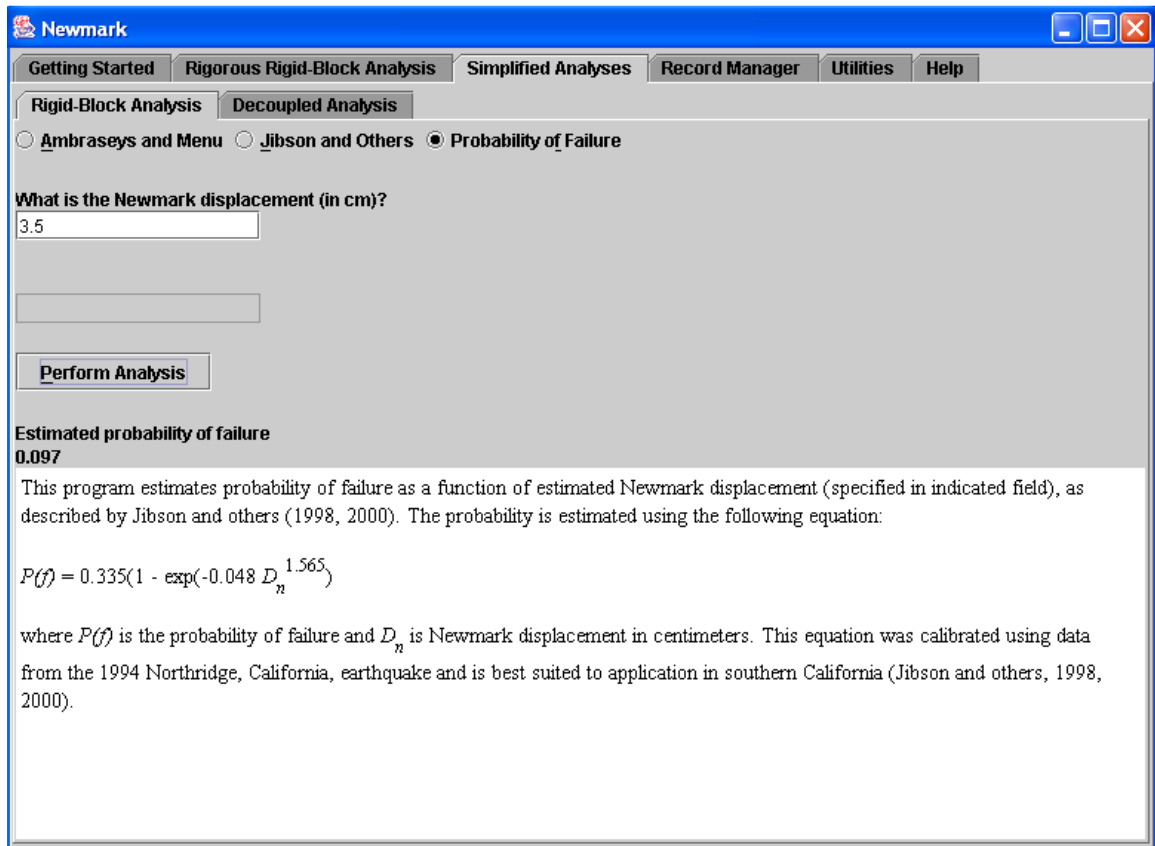 Newmark
Getting Started Rigorous Rigid-Block Analysis Simplified Analyses Record Manager Utilities Help
Rigid-Block Analysis Decoupled Analysis
Ambraseys and Menu Jibson and Others Probability of Failure
What is the Newmark displacement (in cm)?
3.5
Perform Analysis
Estimated probability of failure
0.097
This program estimates probability of failure as a function of estimated Newmark displacement (specified in indicated field), as
described by Jibson and others (1998, 2000). The probability is estimated using the following equation:
P(f) = 0.335(1 - exp(-0.048 Dn^1.565)
where P(f) is the probability of failure and Dn is Newmark displacement in centimeters. This equation was calibrated using data
from the 1994 Northridge, California, earthquake and is best suited to application in southern California (Jibson and others, 1998,
2000).